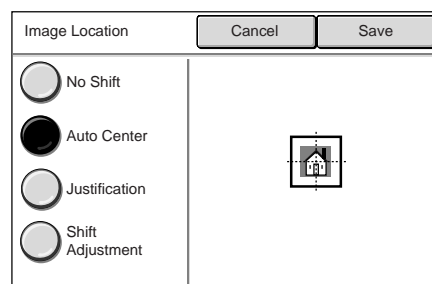 Image Location
Cancel
Save
No Shift
Auto Center
Justification
Shift
Adjustment